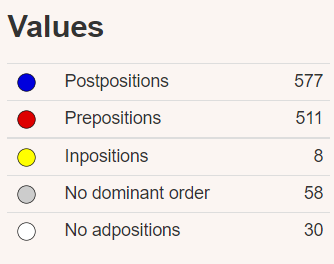 Values
Postpositions 577
Prepositions 511
Inpositions 8
No dominant order 58
No adpositions 30